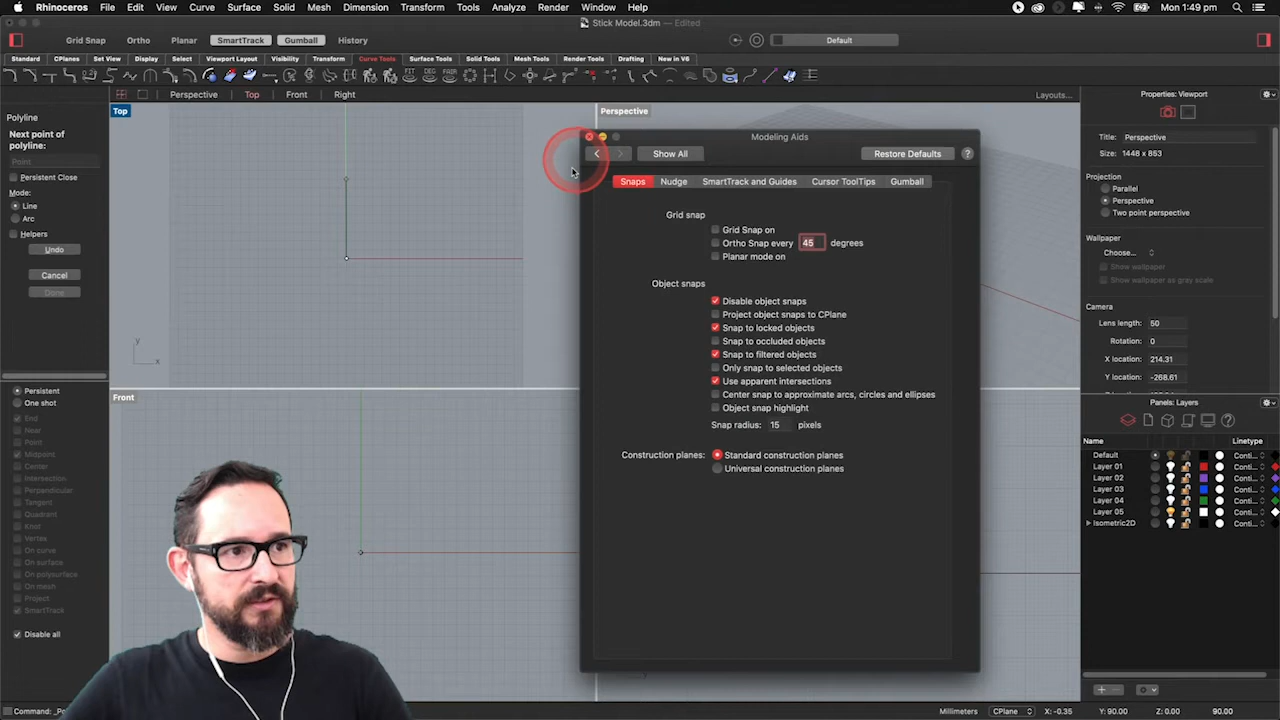 Rhinoceros File Edit View Curve Surface Solid Mesh Dimension Transform Tools Analyze Render Window Help Mon 1:49 pm
Stick Model.3dm — Edited
Grid Snap Ortho Planar SmartTrack Gumball History Default
Standard CPlanes Set View Display Select Viewport Layout Visibility Transform Curve Tools Surface Tools Solid Tools Mesh Tools Render Tools Drafting New in V6
Perspective Top Front Right Layouts...
Properties: Viewport
Top
Perspective
Front
Polyline
Next point of
polyline:
Point
Persistent Close
Mode:
Line
Arc
Helpers
Undo
Cancel
Done
Persistent
One shot
End
Near
Point
Midpoint
Center
Intersection
Perpendicular
Tangent
Quadrant
Knot
Vertex
On curve
On surface
On polysurface
On mesh
Project
SmartTrack
Disable all
y
x
Modeling Aids
Show All Restore Defaults ?
Snaps Nudge SmartTrack and Guides Cursor ToolTips Gumball
Grid snap
Grid Snap on
Ortho Snap every 45 degrees
Planar mode on
Object snaps
Disable object snaps
Project object snaps to CPlane
Snap to locked objects
Snap to occluded objects
Snap to filtered objects
Only snap to selected objects
Use apparent intersections
Center snap to approximate arcs, circles and ellipses
Object snap highlight
Snap radius: 15 pixels
Construction planes: Standard construction planes
Universal construction planes
Title: Perspective
Size: 1448 x 863
Projection
Parallel
Perspective
Two point perspective
Wallpaper
Choose...
Show wallpaper
Show wallpaper as grey scale
Camera
Lens length: 50
Rotation: 0
X location: 214.31
Y location: -268.61
Panels: Layers
Name Linetype
Default Conti...
Layer 01 Conti...
Layer 02 Conti...
Layer 03 Conti...
Layer 04 Conti...
Layer 05 Conti...
Isometric2D Conti...
Command: _Po
Millimeters CPlane X: -0.35 Y: 90.00 Z: 0.00 90.00